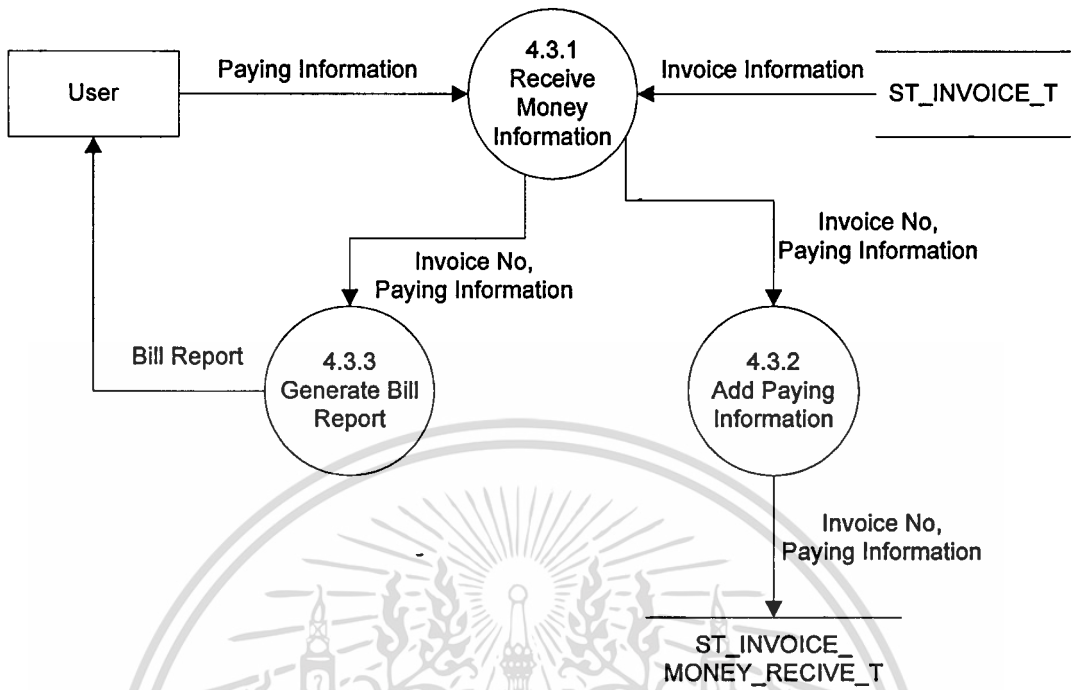 User
Paying Information
4.3.1
Receive
Money
Information
Invoice Information
ST_INVOICE_T
Invoice No,
Paying Information
Invoice No,
Paying Information
Bill Report
4.3.3
Generate Bill
Report
4.3.2
Add Paying
Information
Invoice No,
Paying Information
ST_INVOICE_
MONEY_RECIVE_T